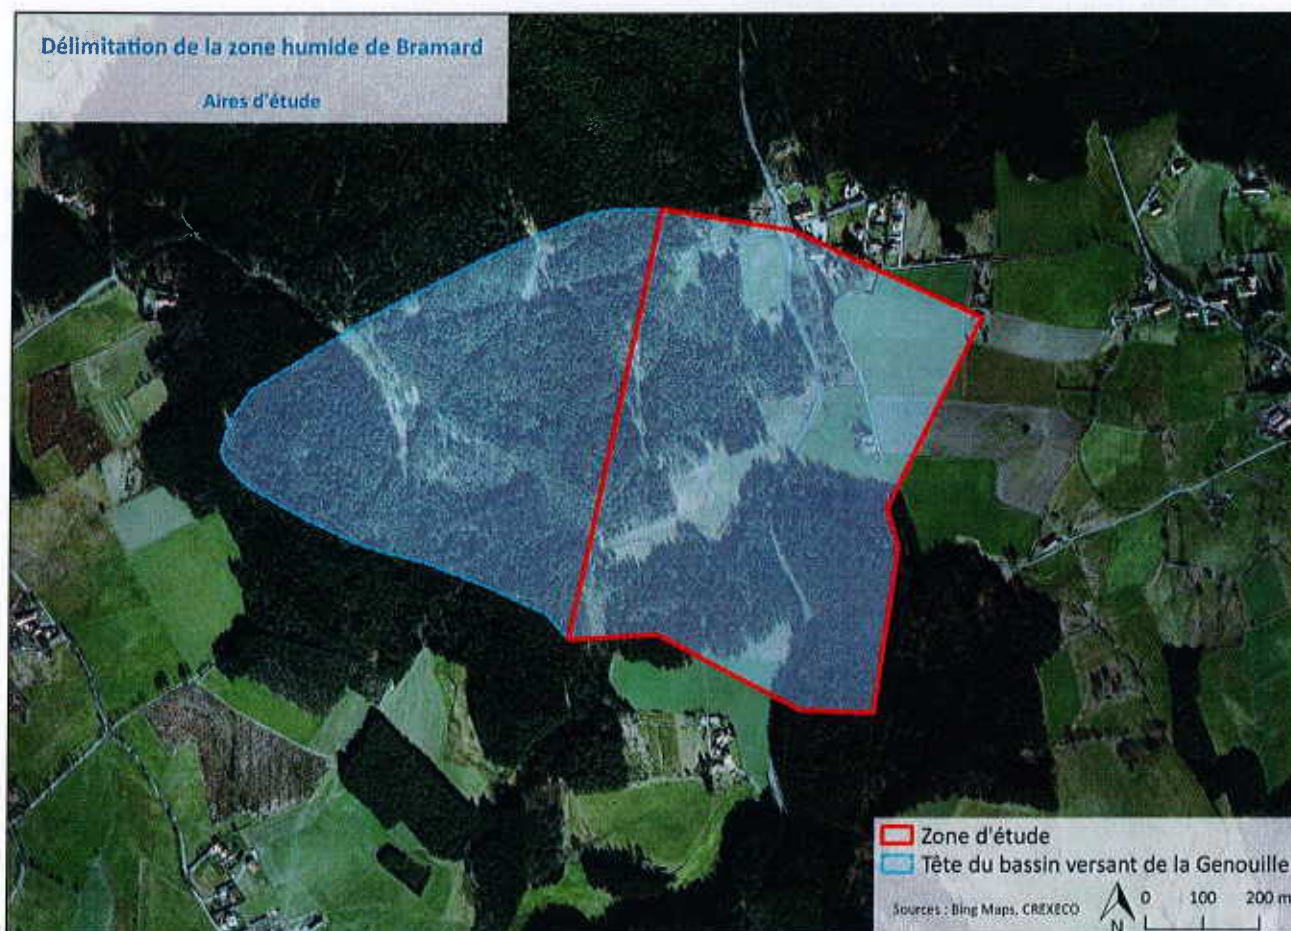 Délimitation de la zone humide de Bramard
Aires d'étude
Zone d'étude
Tête du bassin versant de la Genouille
Sources : Bing Maps, CREXECO
N
0 100 200 m